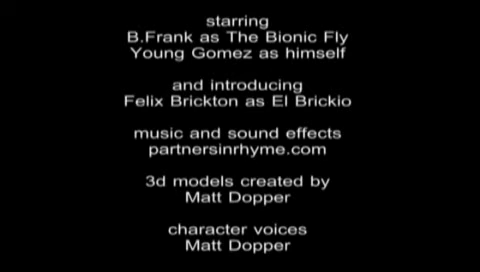 starring
B.Frank as The Bionic Fly
Young Gomez as himself
and introducing
Felix Brickton as El Brickio
music and sound effects
partnersinrhyme.com
3d models created by
Matt Dopper
character voices
Matt Dopper